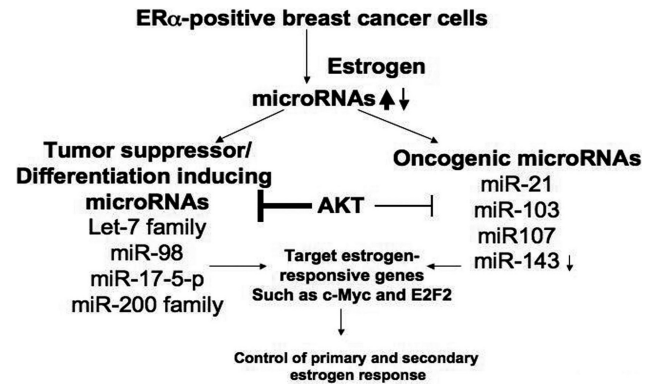 ERα-positive breast cancer cells
Estrogen
microRNAs
Tumor suppressor/
Differentiation inducing
microRNAs
Let-7 family
miR-98
miR-17-5-p
miR-200 family
AKT
Oncogenic microRNAs
miR-21
miR-103
miR107
miR-143
Target estrogen-
responsive genes
Such as c-Myc and E2F2
Control of primary and secondary
estrogen response